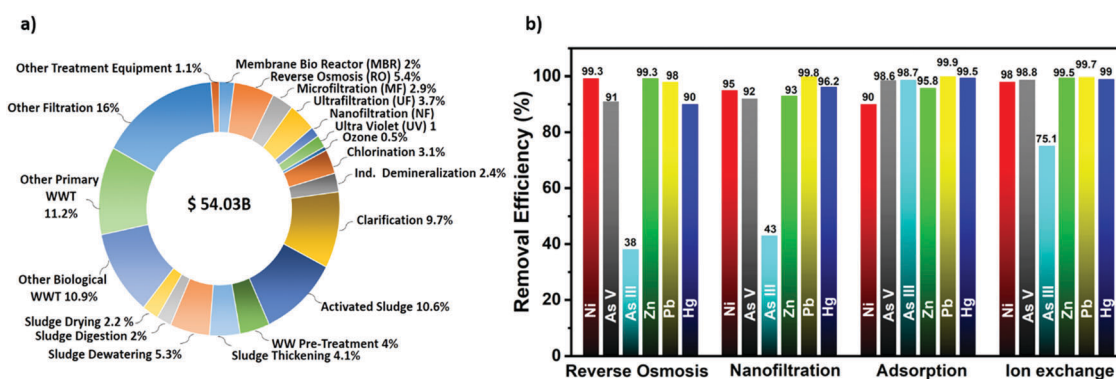 a)
Membrane Bio Reactor (MBR) 2%
Reverse Osmosis (RO) 5.4%
Microfiltration (MF) 2.9%
Ultrafiltration (UF) 3.7%
Nanofiltration (NF)
Ultra Violet (UV) 1
Ozone 0.5%
Chlorination 3.1%
Ind. Demineralization 2.4%
Clarification 9.7%
Activated Sludge 10.6%
WW Pre-Treatment 4%
Sludge Thickening 4.1%
Sludge Dewatering 5.3%
Sludge Digestion 2%
Sludge Drying 2.2 %
Other Biological
WWT 10.9%
Other Primary
WWT
11.2%
Other Filtration 16%
Other Treatment Equipment 1.1%
$ 54.03B
b)
Removal Efficiency (%)
100
80
60
40
20
0
99.3 91 38 99.3 98 90
Ni As V As III Zn Pb Hg
Reverse Osmosis
95 92 43 93 99.8 96.2
Ni As V As III Zn Pb Hg
Nanofiltration
90 98.6 98.7 95.8 99.9 99.5
Ni As V As III Zn Pb Hg
Adsorption
98 98.8 75.1 99.5 99.7 99
Ni As V As III Zn Pb Hg
Ion exchange